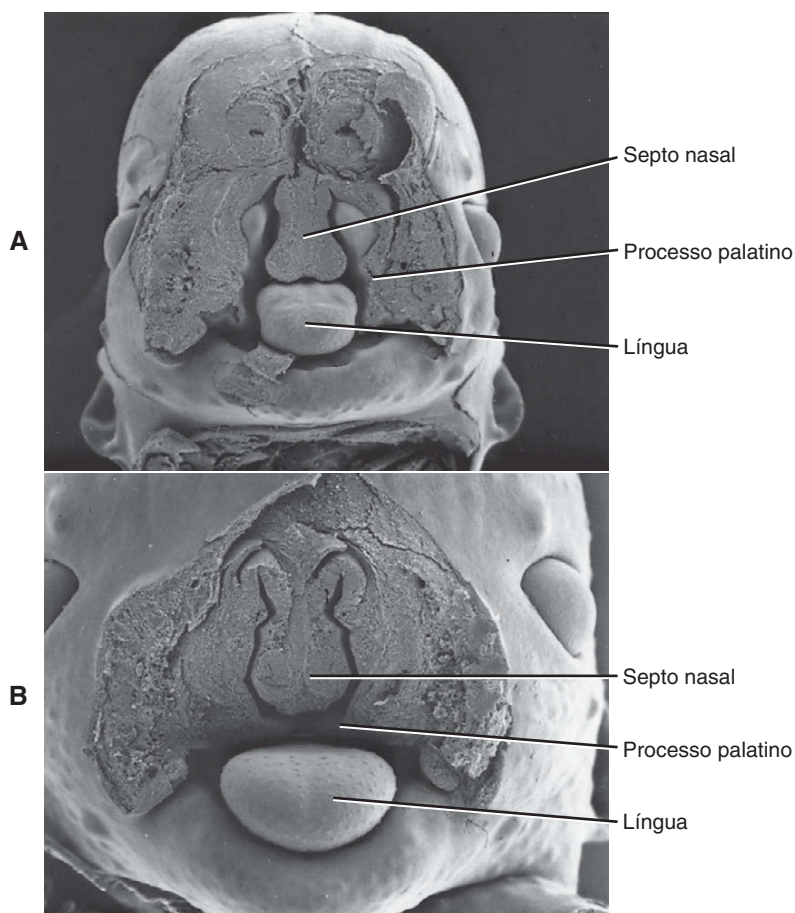 A
Septo nasal
Processo palatino
Língua
B
Septo nasal
Processo palatino
Língua